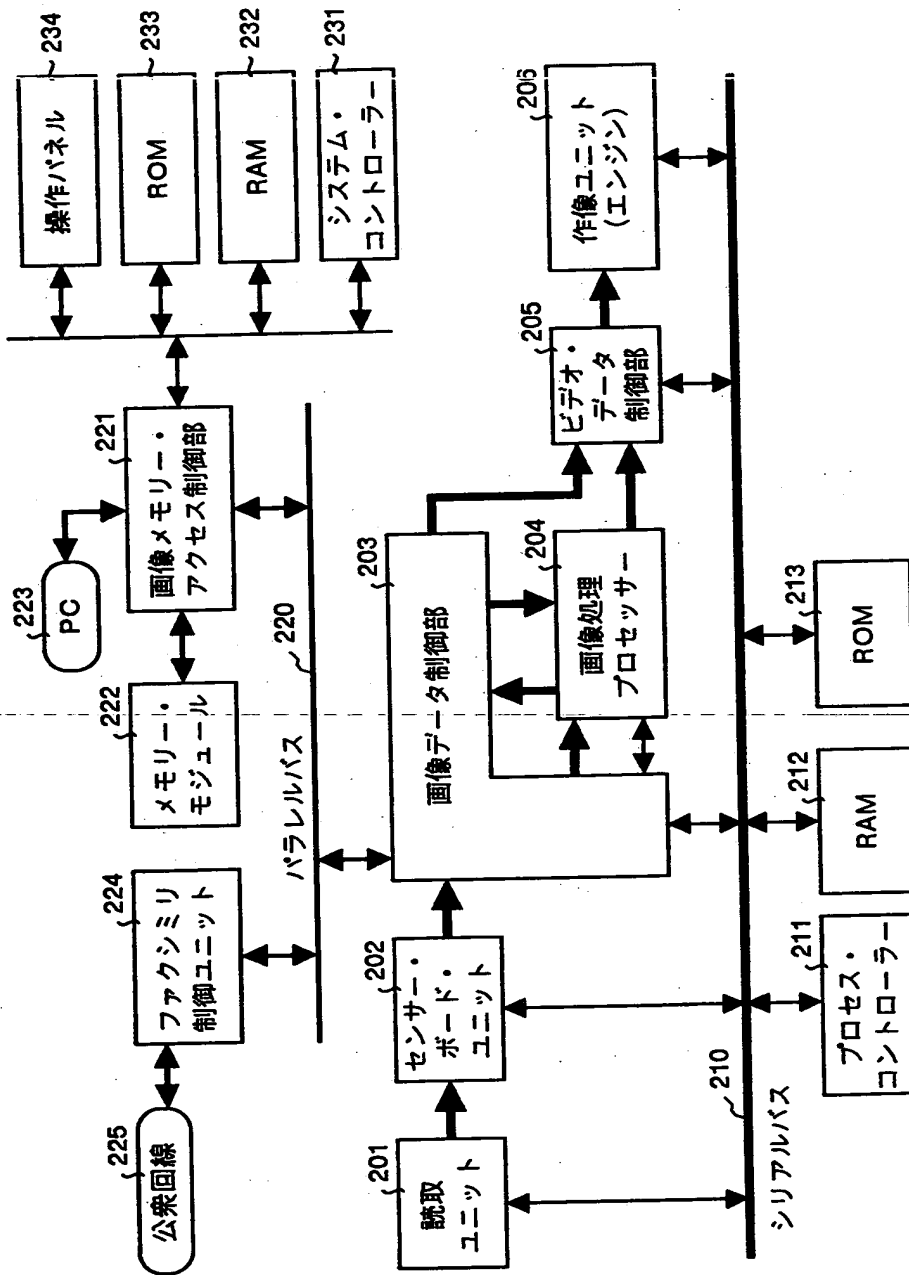 操作パネル
234
ROM
233
RAM
232
システム・
コントローラー
231
画像メモリー・
アクセス制御部
221
PC
223
メモリー・
モジュール
222
ファクシミリ
制御ユニット
224
公衆回線
225
パラレルバス
220
読取
ユニット
201
センサー・
ボード・
ユニット
202
画像データ制御部
203
画像処理
プロセッサー
204
ビデオ・
データ
制御部
205
作像ユニット
(エンジン)
206
シリアルバス
210
プロセス・
コントローラー
211
RAM
212
ROM
213